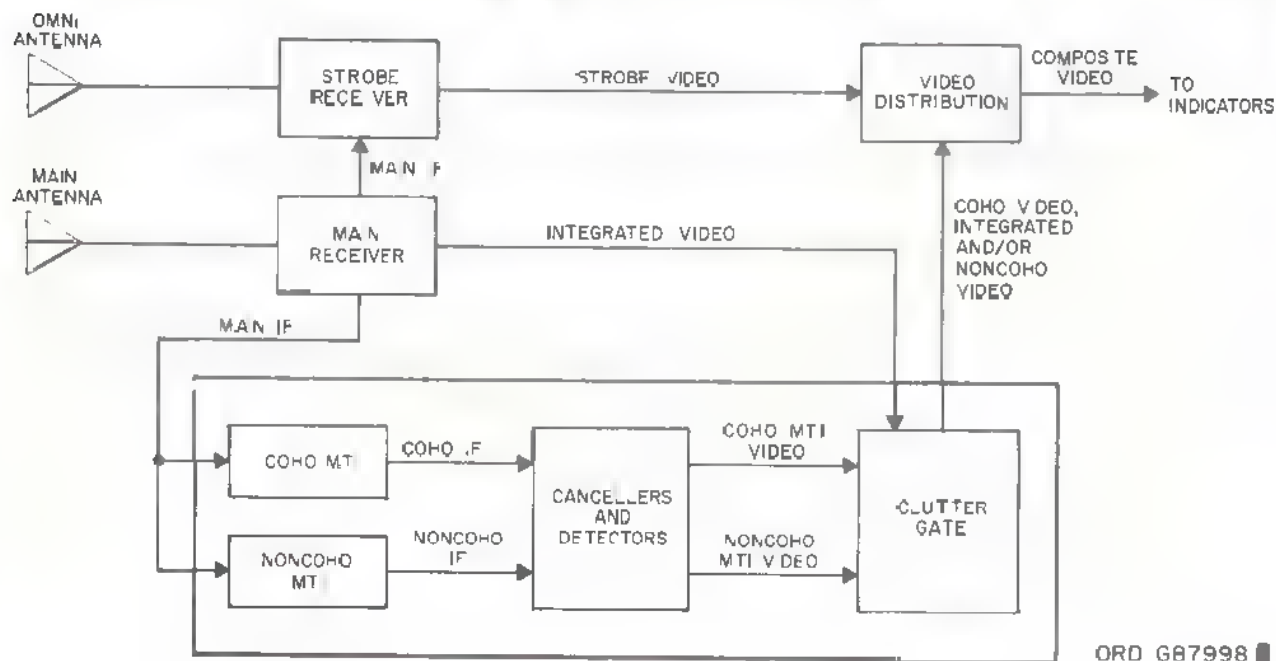 OMNI
ANTENNA
STROBE
RECEIVER
STROBE VIDEO
VIDEO
DISTRIBUTION
COMPOSITE
VIDEO
TO
INDICATORS
MAIN IF
MAIN
ANTENNA
MAIN
RECEIVER
INTEGRATED VIDEO
COHO VIDEO,
INTEGRATED
AND/OR
NONCOHO
VIDEO
MAIN IF
COHO MTI
COHO IF
CANCELLERS
AND
DETECTORS
COHO MTI
VIDEO
CLUTTER
GATE
NONCOHO
MTI
NONCOHO
IF
NONCOHO
MTI VIDEO
ORD G87998